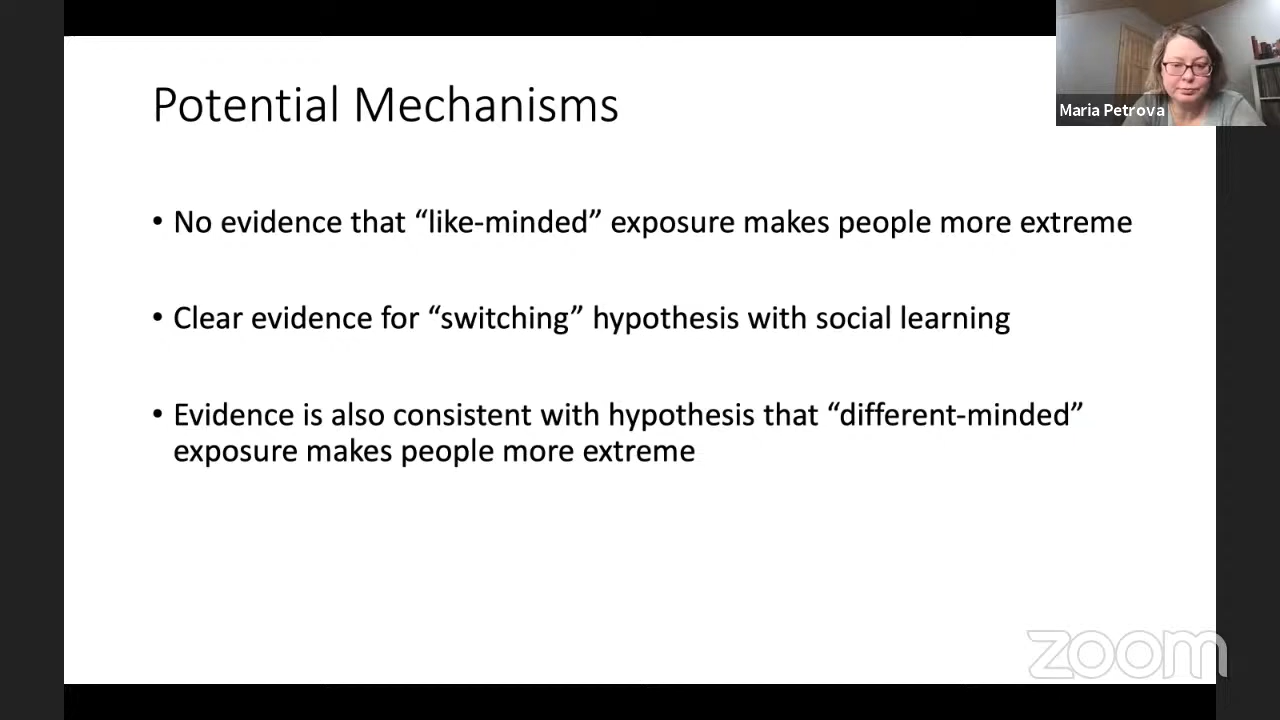 Potential Mechanisms
Maria Petrova
• No evidence that “like-minded” exposure makes people more extreme
• Clear evidence for “switching” hypothesis with social learning
• Evidence is also consistent with hypothesis that “different-minded”
exposure makes people more extreme
zoom